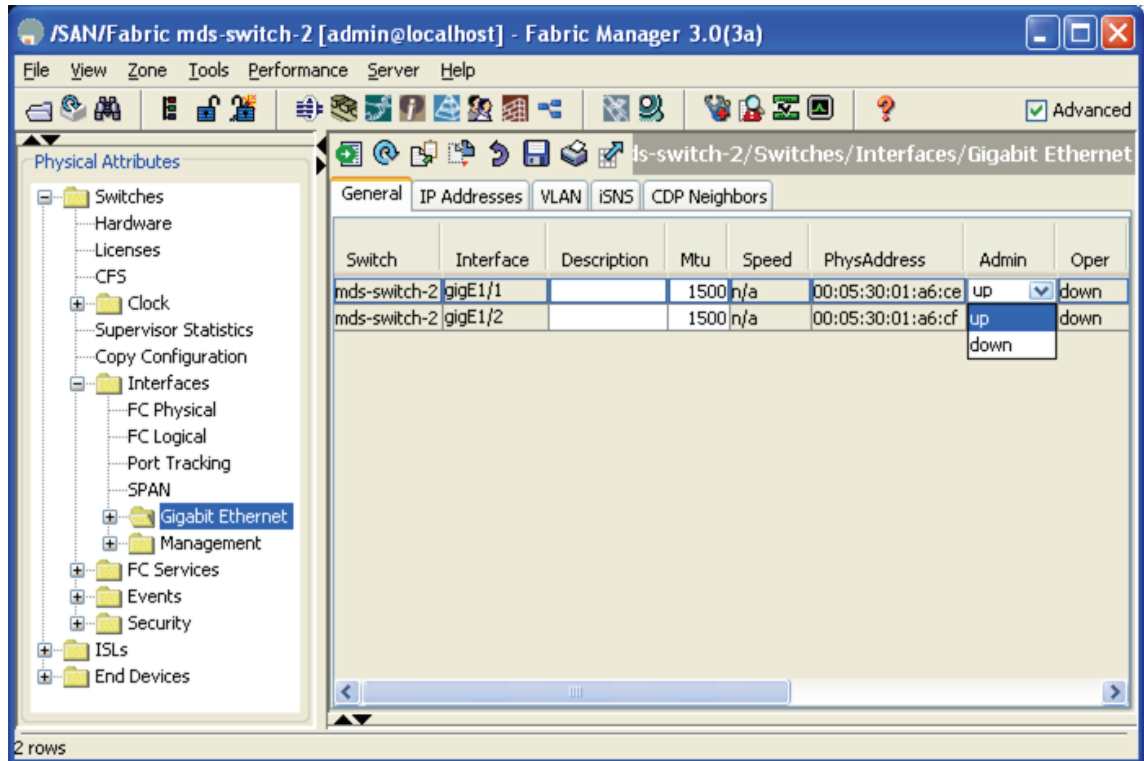 /SAN/Fabric mds-switch-2 [admin@localhost] - Fabric Manager 3.0(3a)
File View Zone Tools Performance Server Help
Advanced
Physical Attributes
Switches
Hardware
Licenses
CFS
Clock
Supervisor Statistics
Copy Configuration
Interfaces
FC Physical
FC Logical
Port Tracking
SPAN
Gigabit Ethernet
Management
FC Services
Events
Security
ISLs
End Devices
ds-switch-2/Switches/Interfaces/Gigabit Ethernet
General IP Addresses VLAN iSNS CDP Neighbors
Switch Interface Description Mtu Speed PhysAddress Admin Oper
mds-switch-2 gigE1/1 1500 n/a 00:05:30:01:a6:ce up down
mds-switch-2 gigE1/2 1500 n/a 00:05:30:01:a6:cf up down
down
2 rows